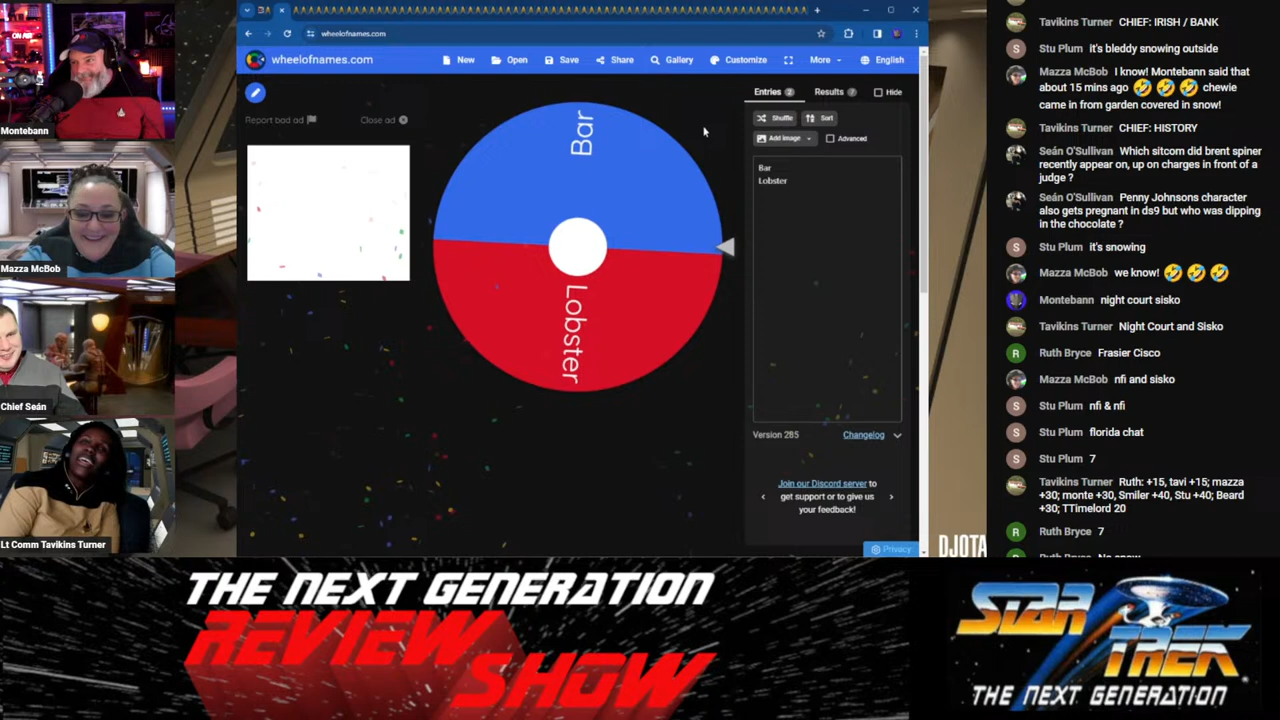 ON AIR
Montebann
Mazza McBob
Chief Seán
Lt Comm Tavikins Turner
wheelofnames.com
wheelofnames.com
New
Open
Save
Share
Gallery
Customize
More
English
Report bad ad
Close ad
Bar
Lobster
Entries 2
Results 7
Hide
Shuffle
Sort
Add image
Advanced
Bar
Lobster
Version 285
Changelog
Join our Discord server to
get support or to give us
your feedback!
Privacy
DJOTA
Tavikins Turner CHIEF: IRISH / BANK
S Stu Plum it's bleddy snowing outside
Mazza McBob I know! Montebann said that
about 15 mins ago 🤣 🤣 🤣 chewie
came in from garden covered in snow!
Tavikins Turner CHIEF: HISTORY
Seán O'Sullivan Which sitcom did brent spiner
recently appear on, up on charges in front of a
judge ?
Seán O'Sullivan Penny Johnsons character
also gets pregnant in ds9 but who was dipping
in the chocolate ?
S Stu Plum it's snowing
Mazza McBob we know! 🤣 🤣 🤣
Montebann night court sisko
Tavikins Turner Night Court and Sisko
R Ruth Bryce Frasier Cisco
Mazza McBob nfi and sisko
S Stu Plum nfi & nfi
S Stu Plum florida chat
S Stu Plum 7
Tavikins Turner Ruth: +15, tavi +15; mazza
+30; monte +30, Smiler +40, Stu +40; Beard
+30; TTimelord 20
R Ruth Bryce 7
Ruth Bryce No snow
THE NEXT GENERATION
REVIEW
SHOW
STAR
TREK
THE NEXT GENERATION